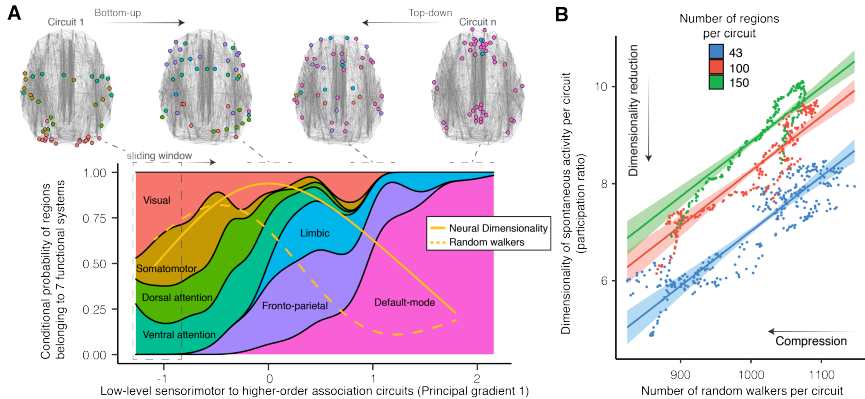 A
Circuit 1
Bottom-up
Top-down
Circuit n
sliding window
Conditional probability of regions
belonging to 7 functional systems
1.00
0.75
0.50
0.25
0.00
Visual
Somatomotor
Dorsal attention
Ventral attention
Limbic
Fronto-parietal
Default-mode
Neural Dimensionality
Random walkers
-1
0
1
2
Low-level sensorimotor to higher-order association circuits (Principal gradient 1)
B
Number of regions
per circuit
43
100
150
Dimensionality reduction
Dimensionality of spontaneous activity per circuit
(participation ratio)
10
8
6
Compression
900
1000
1100
Number of random walkers per circuit